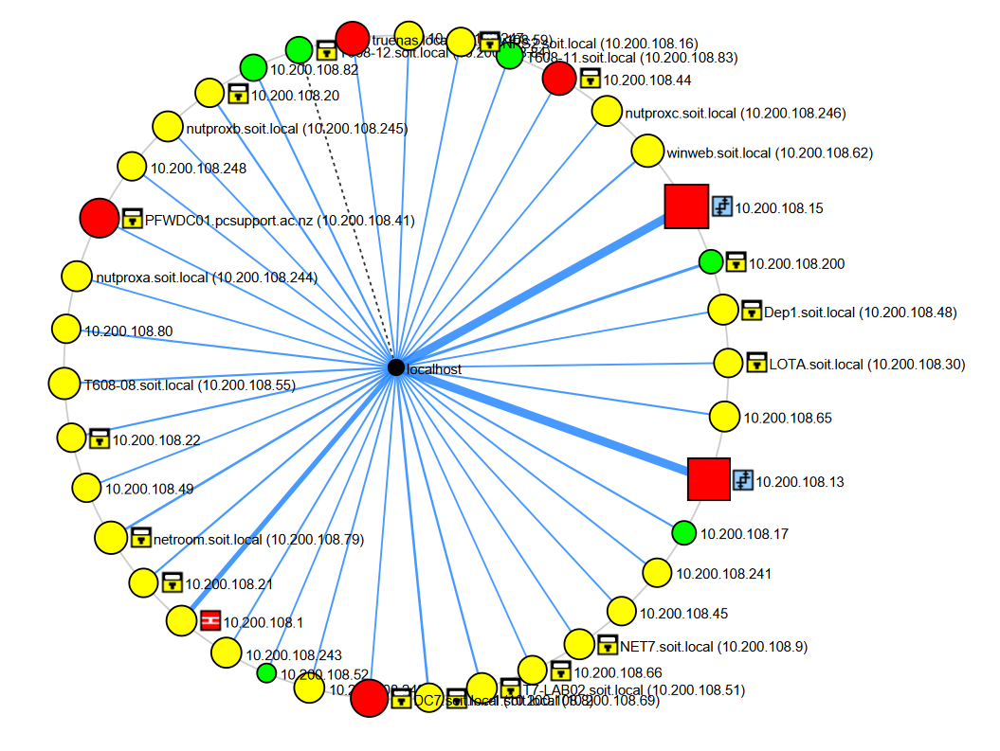 truenas.local
NRS2.soit.local (10.200.108.16)
T608-11.soit.local (10.200.108.83)
10.200.108.82
10.200.108.44
10.200.108.20
nutproxc.soit.local (10.200.108.246)
nutproxb.soit.local (10.200.108.245)
winweb.soit.local (10.200.108.62)
10.200.108.248
10.200.108.15
PFWDC01.pcsupport.ac.nz (10.200.108.41)
10.200.108.200
nutproxa.soit.local (10.200.108.244)
Dep1.soit.local (10.200.108.48)
10.200.108.80
LOTA.soit.local (10.200.108.30)
localhost
T608-08.soit.local (10.200.108.55)
10.200.108.65
10.200.108.22
10.200.108.13
10.200.108.49
10.200.108.17
netroom.soit.local (10.200.108.79)
10.200.108.241
10.200.108.21
10.200.108.45
10.200.108.1
NET7.soit.local (10.200.108.9)
10.200.108.243
10.200.108.52
10.200.108.66
T7-LAB02.soit.local (10.200.108.51)
DC7.soit.local